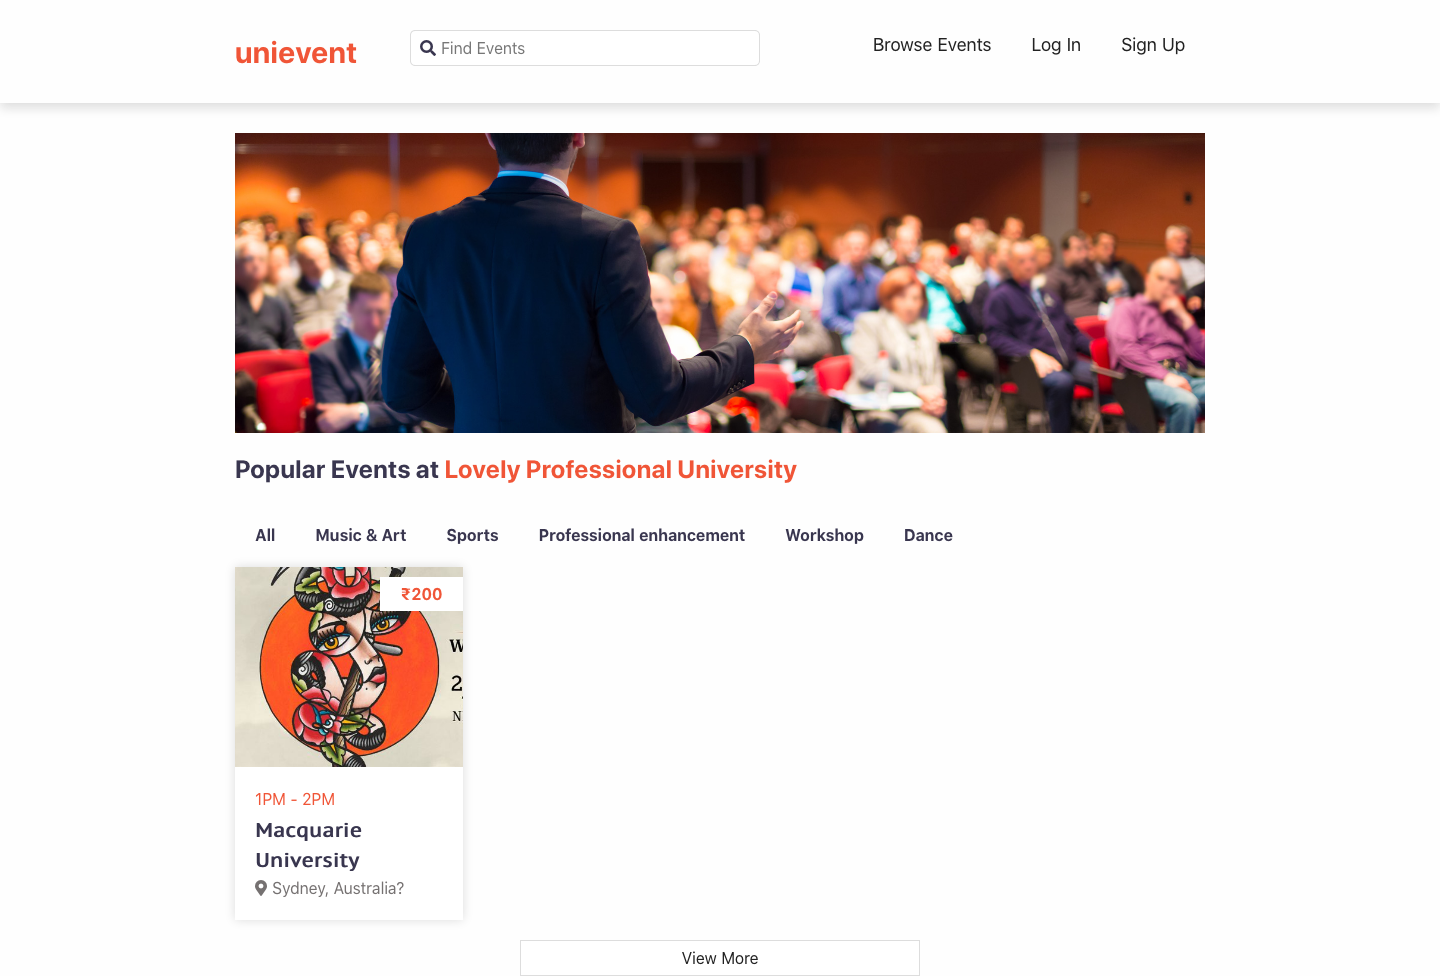 unievent
Find Events
Browse Events
Log In
Sign Up
Popular Events at Lovely Professional University
All
Music & Art
Sports
Professional enhancement
Workshop
Dance
₹200
1PM - 2PM
Macquarie
University
Sydney, Australia?
View More